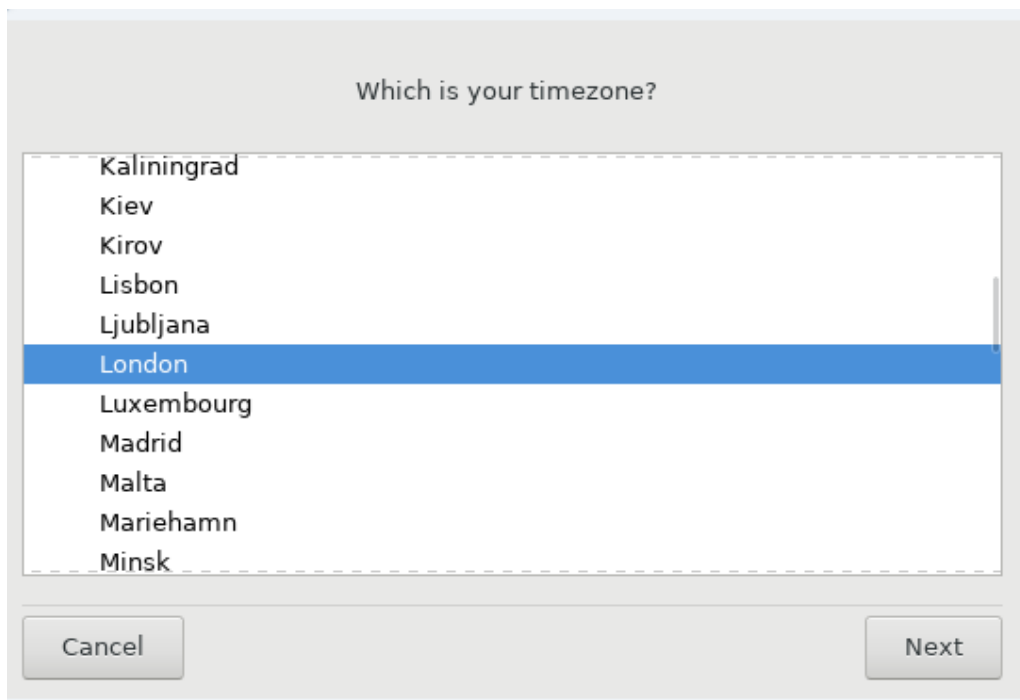 Which is your timezone?
Kaliningrad
Kiev
Kirov
Lisbon
Ljubljana
London
Luxembourg
Madrid
Malta
Mariehamn
Minsk
Cancel
Next